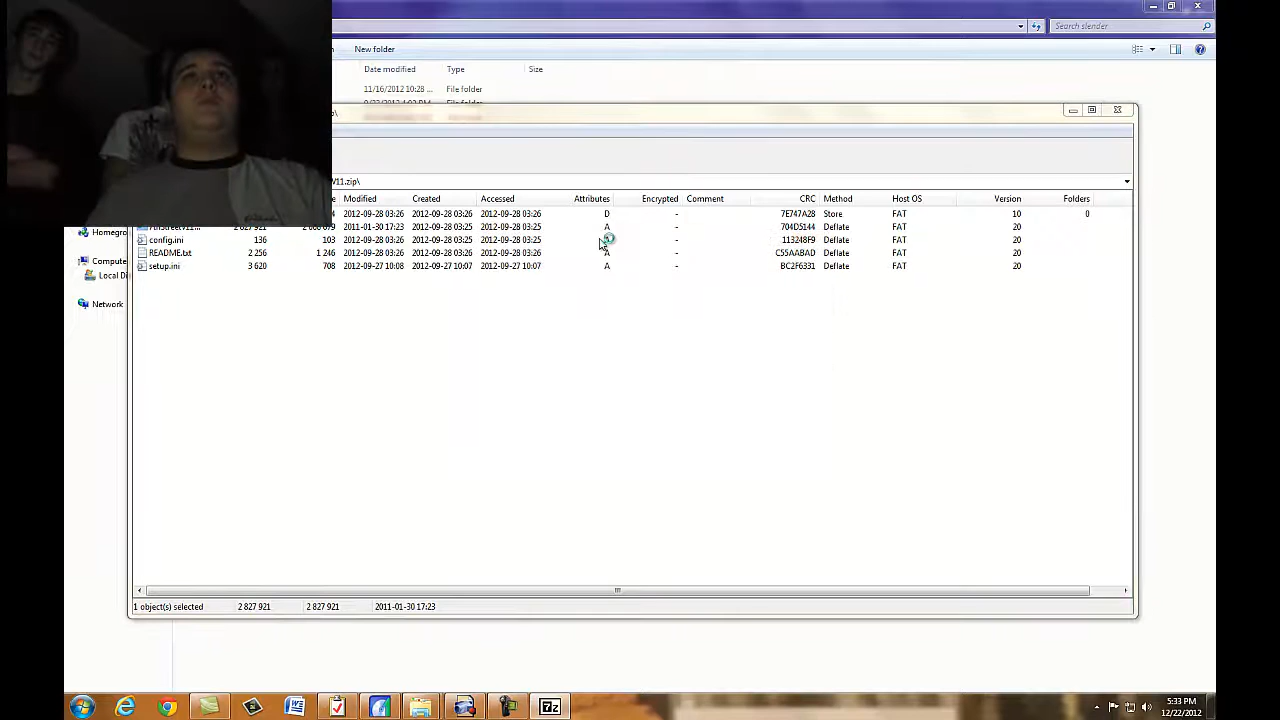 Search slender
New folder
Date modified Type Size
11/16/2012 10:28 ... File folder
File folder
V11.zip\
Modified Created Accessed Attributes Encrypted Comment CRC Method Host OS Version Folders
2012-09-28 03:26 2012-09-28 03:26 2012-09-28 03:26 D - 7E747A28 Store FAT 10 0
2011-01-30 17:23 2012-09-28 03:26 2012-09-28 03:25 A - 704D5144 Deflate FAT 20
config.ini 136 103 2012-09-28 03:25 2012-09-28 03:26 2012-09-28 03:25 - 113248F9 Deflate FAT 20
README.txt 2 256 1 246 2012-09-28 03:26 2012-09-28 03:26 2012-09-28 03:26 A - C55AABAD Deflate FAT 20
setup.ini 3 620 708 2012-09-27 10:08 2012-09-27 10:07 2012-09-27 10:07 A - BC2F6331 Deflate FAT 20
Homegro
Compute
Local Di
Network
1 object(s) selected 2 827 921 2 827 921 2011-01-30 17:23
7z
5:33 PM
12/22/2012